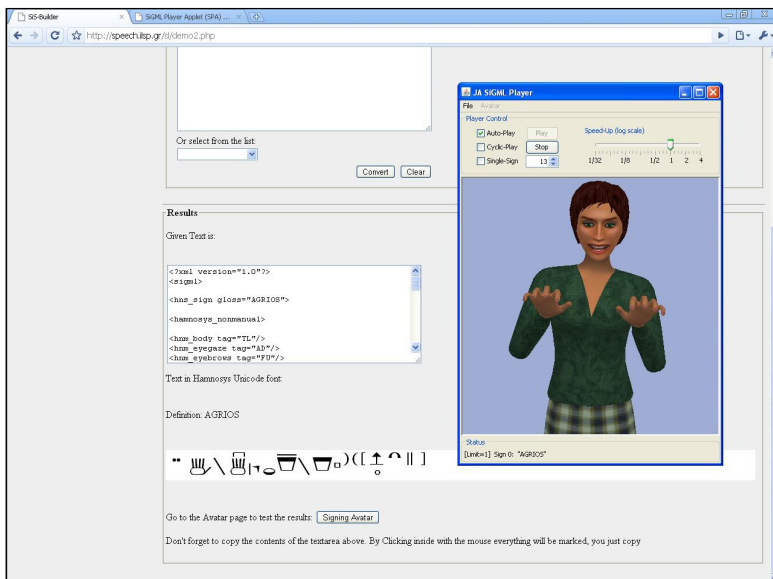 SiS-Builder
SiGML Player Applet (SPA) ...
http://speech.ilsp.gr/sl/demo2.php
Or select from the list:
Convert Clear
Results
Given Text is:
<?xml version="1.0"?>
<sigml>
<hns_sign gloss="AGRIOS">
<hamnosys_nonmanual>
<hnm_body tag="TL"/>
<hnm_eyegaze tag="AD"/>
<hnm_eyebrows tag="FU"/>
Text in Hamnosys Unicode font:
Definition: AGRIOS
Go to the Avatar page to test the results: Signing Avatar
Don't forget to copy the contents of the textarea above. By Clicking inside with the mouse everything will be marked, you just copy
JA SiGML Player
File Avatar
Player Control
Auto-Play Play Speed-Up (log scale)
Cyclic-Play Stop
Single-Sign 13 1/32 1/8 1/2 1 2 4
Status
[Limit=1] Sign 0: "AGRIOS"